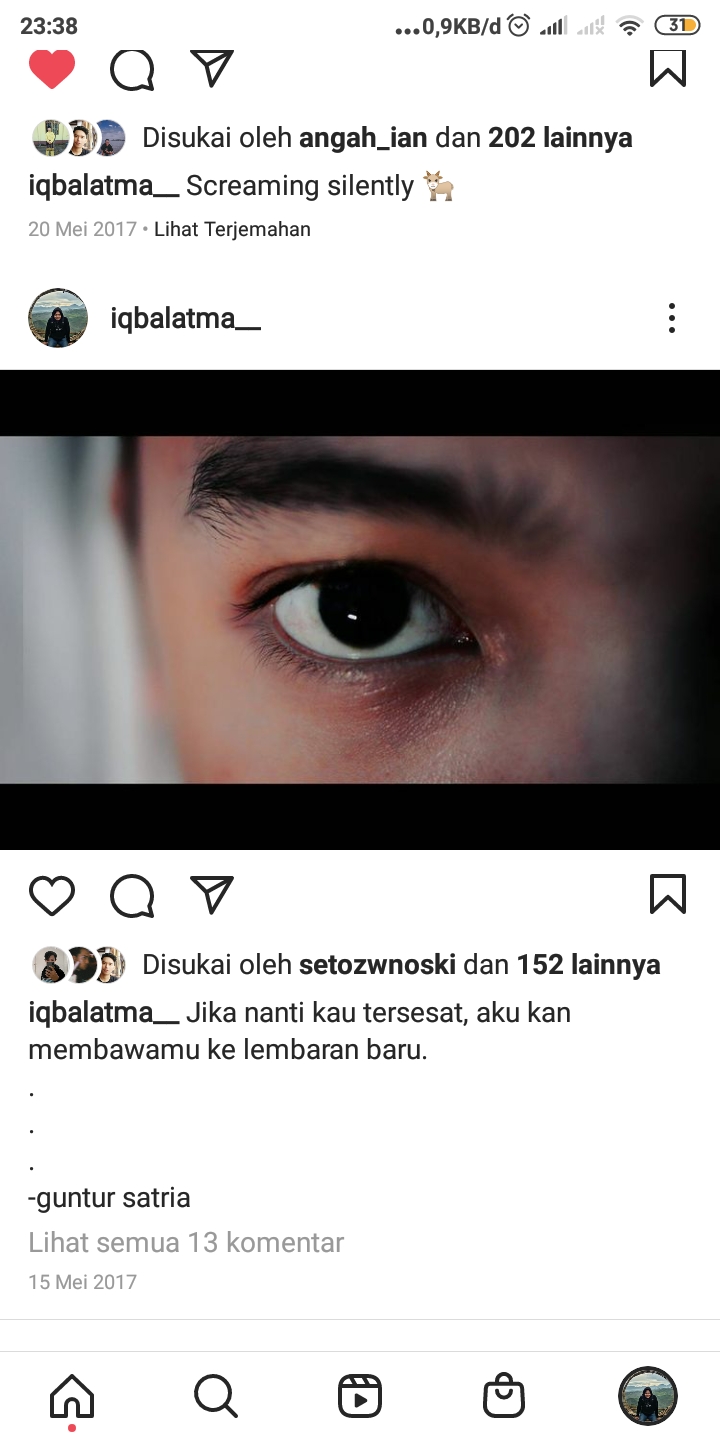 23:38 ...0,9KB/d 31
Disukai oleh angah_ian dan 202 lainnya
iqbalatma__ Screaming silently 🐐
20 Mei 2017 • Lihat Terjemahan
iqbalatma__
Disukai oleh setozwnoski dan 152 lainnya
iqbalatma__ Jika nanti kau tersesat, aku kan
membawamu ke lembaran baru.
.
.
.
-guntur satria
Lihat semua 13 komentar
15 Mei 2017